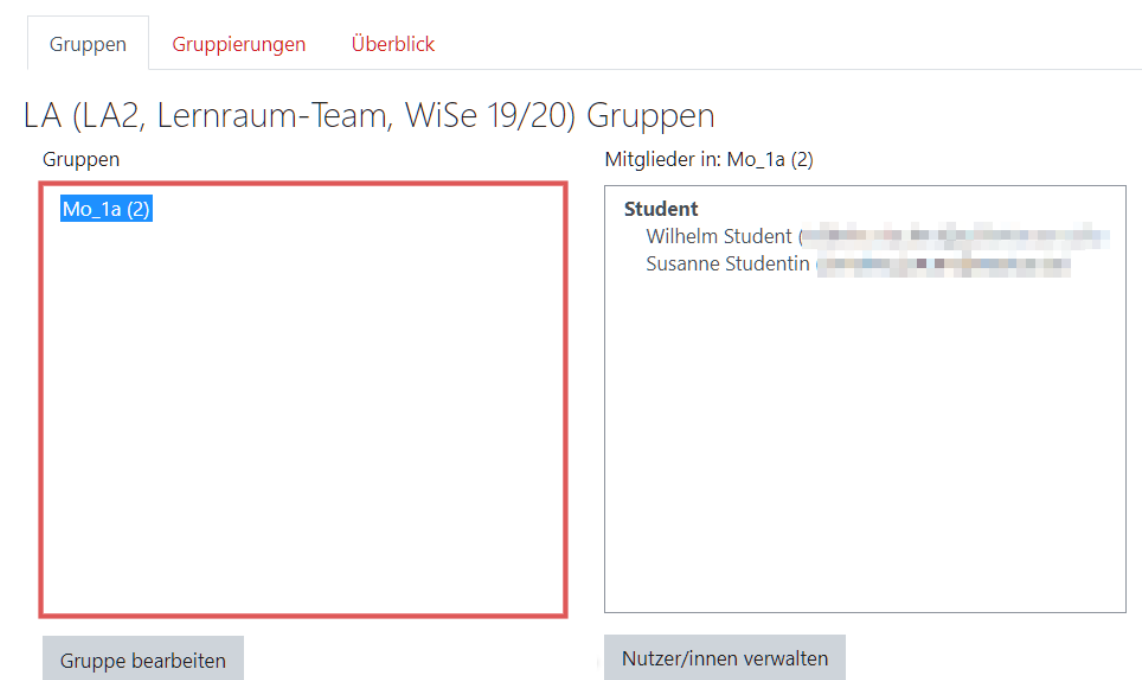 Gruppen Gruppierungen Überblick
LA (LA2, Lernraum-Team, WiSe 19/20) Gruppen
Gruppen
Mo_1a (2)
Gruppe bearbeiten
Mitglieder in: Mo_1a (2)
Student
Wilhelm Student (
Susanne Studentin (
Nutzer/innen verwalten